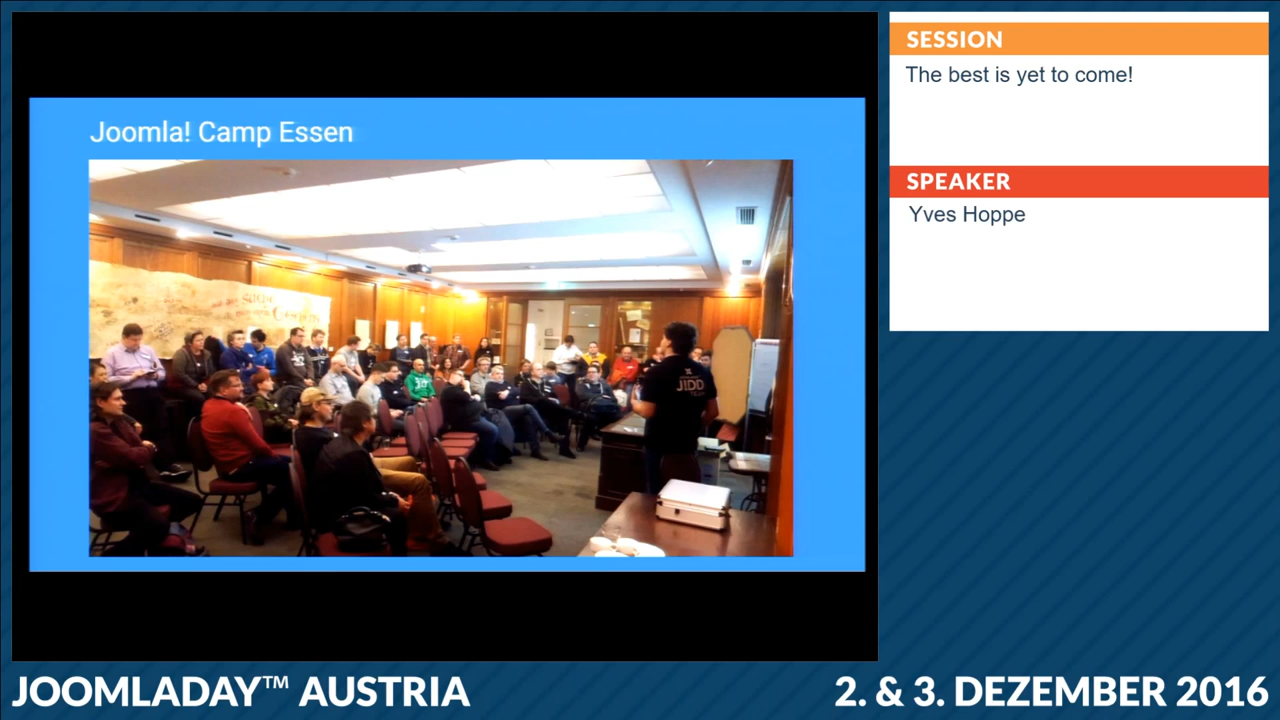 Joomla! Camp Essen
JIDD
SESSION
The best is yet to come!
SPEAKER
Yves Hoppe
JOOMLADAY™ AUSTRIA
2. & 3. DEZEMBER 2016